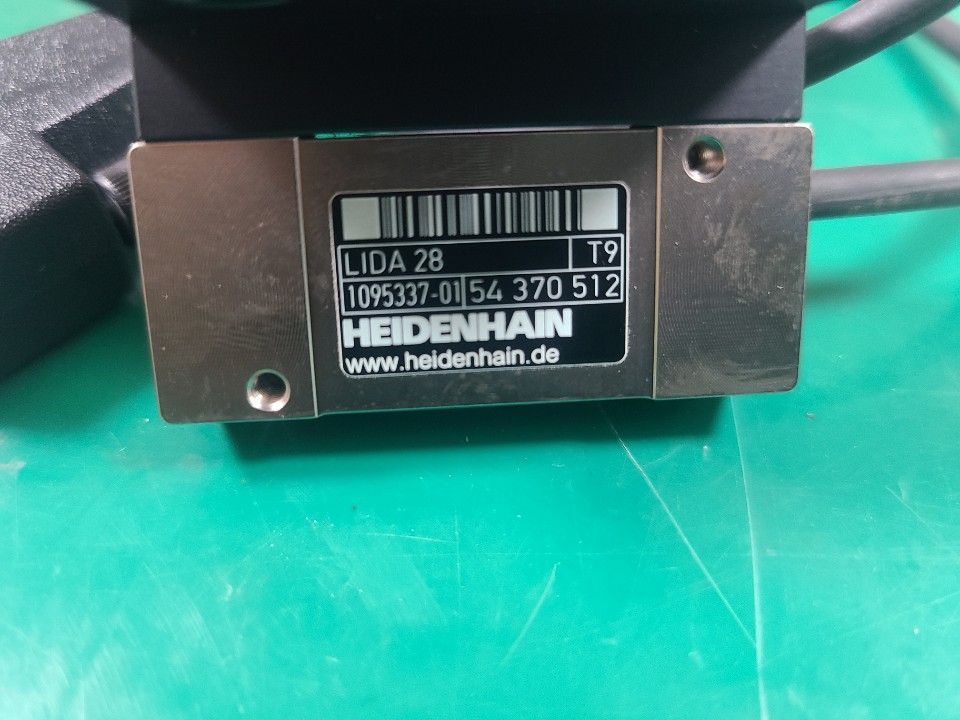 LIDA 28 T9
1095337-01 54 370 512
HEIDENHAIN
www.heidenhain.de